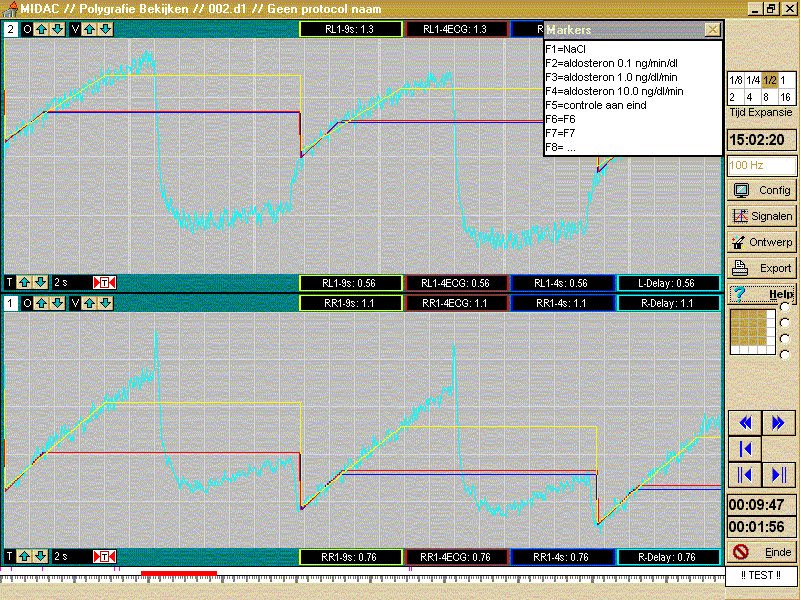 MIDAC // Polygrafie Bekijken // 002.d1 // Geen protocol naam
2 O V RL1-9s: 1.3 RL1-4ECG: 1.3
Markers
F1=NaCl
F2=aldosteron 0.1 ng/min/dl
F3=aldosteron 1.0 ng/dl/min
F4=aldosteron 10.0 ng/dl/min
F5=controle aan eind
F6=F6
F7=F7
F8= ...
1/8 1/4 1/2 1
2 4 8 16
Tijd Expansie
15:02:20
100 Hz
Config
Signalen
Ontwerp
Export
Help
T 2 s T RL1-9s: 0.56 RL1-4ECG: 0.56 RL1-4s: 0.56 L-Delay: 0.56
1 O V RR1-9s: 1.1 RR1-4ECG: 1.1 RR1-4s: 1.1 R-Delay: 1.1
00:09:47
00:01:56
T 2 s T RR1-9s: 0.76 RR1-4ECG: 0.76 RR1-4s: 0.76 R-Delay: 0.76
Einde
!! TEST !!